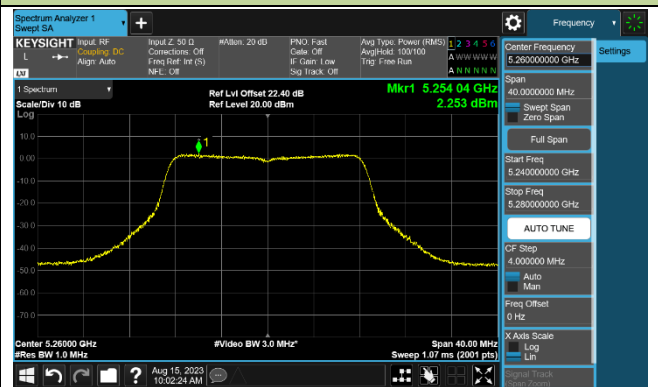 Spectrum Analyzer 1
Swept SA
+
Frequency
KEYSIGHT
L
LXI
Input: RF
Coupling: DC
Align: Auto
Input Z: 50 Ω
Corrections: Off
Freq Ref: Int (S)
NFE: Off
#Atten: 20 dB
PNO: Fast
Gate: Off
IF Gain: Low
Sig Track: Off
Avg Type: Power (RMS)
Avg|Hold: 100/100
Trig: Free Run
1 2 3 4 5 6
A W W W W W
A N N N N N
1 Spectrum
Scale/Div 10 dB
Log
Ref Lvl Offset 22.40 dB
Ref Level 20.00 dBm
Mkr1 5.254 04 GHz
2.253 dBm
10.0
0.00
-10.0
-20.0
-30.0
-40.0
-50.0
-60.0
-70.0
1
Center 5.26000 GHz
#Res BW 1.0 MHz
#Video BW 3.0 MHz*
Span 40.00 MHz
Sweep 1.07 ms (2001 pts)
Center Frequency
5.260000000 GHz
Settings
Span
40.0000000 MHz
Swept Span
Zero Span
Full Span
Start Freq
5.240000000 GHz
Stop Freq
5.280000000 GHz
AUTO TUNE
CF Step
4.000000 MHz
Auto
Man
Freq Offset
0 Hz
X Axis Scale
Log
Lin
Signal Track
(Span Zoom)
?
Aug 15, 2023
10:02:24 AM